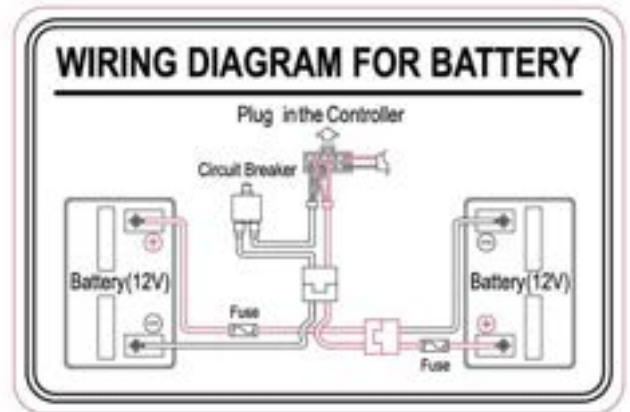 WIRING DIAGRAM FOR BATTERY
Plug in the Controller
Circuit Breaker
+
−
Battery(12V)
Battery(12V)
−
Fuse
+
Fuse